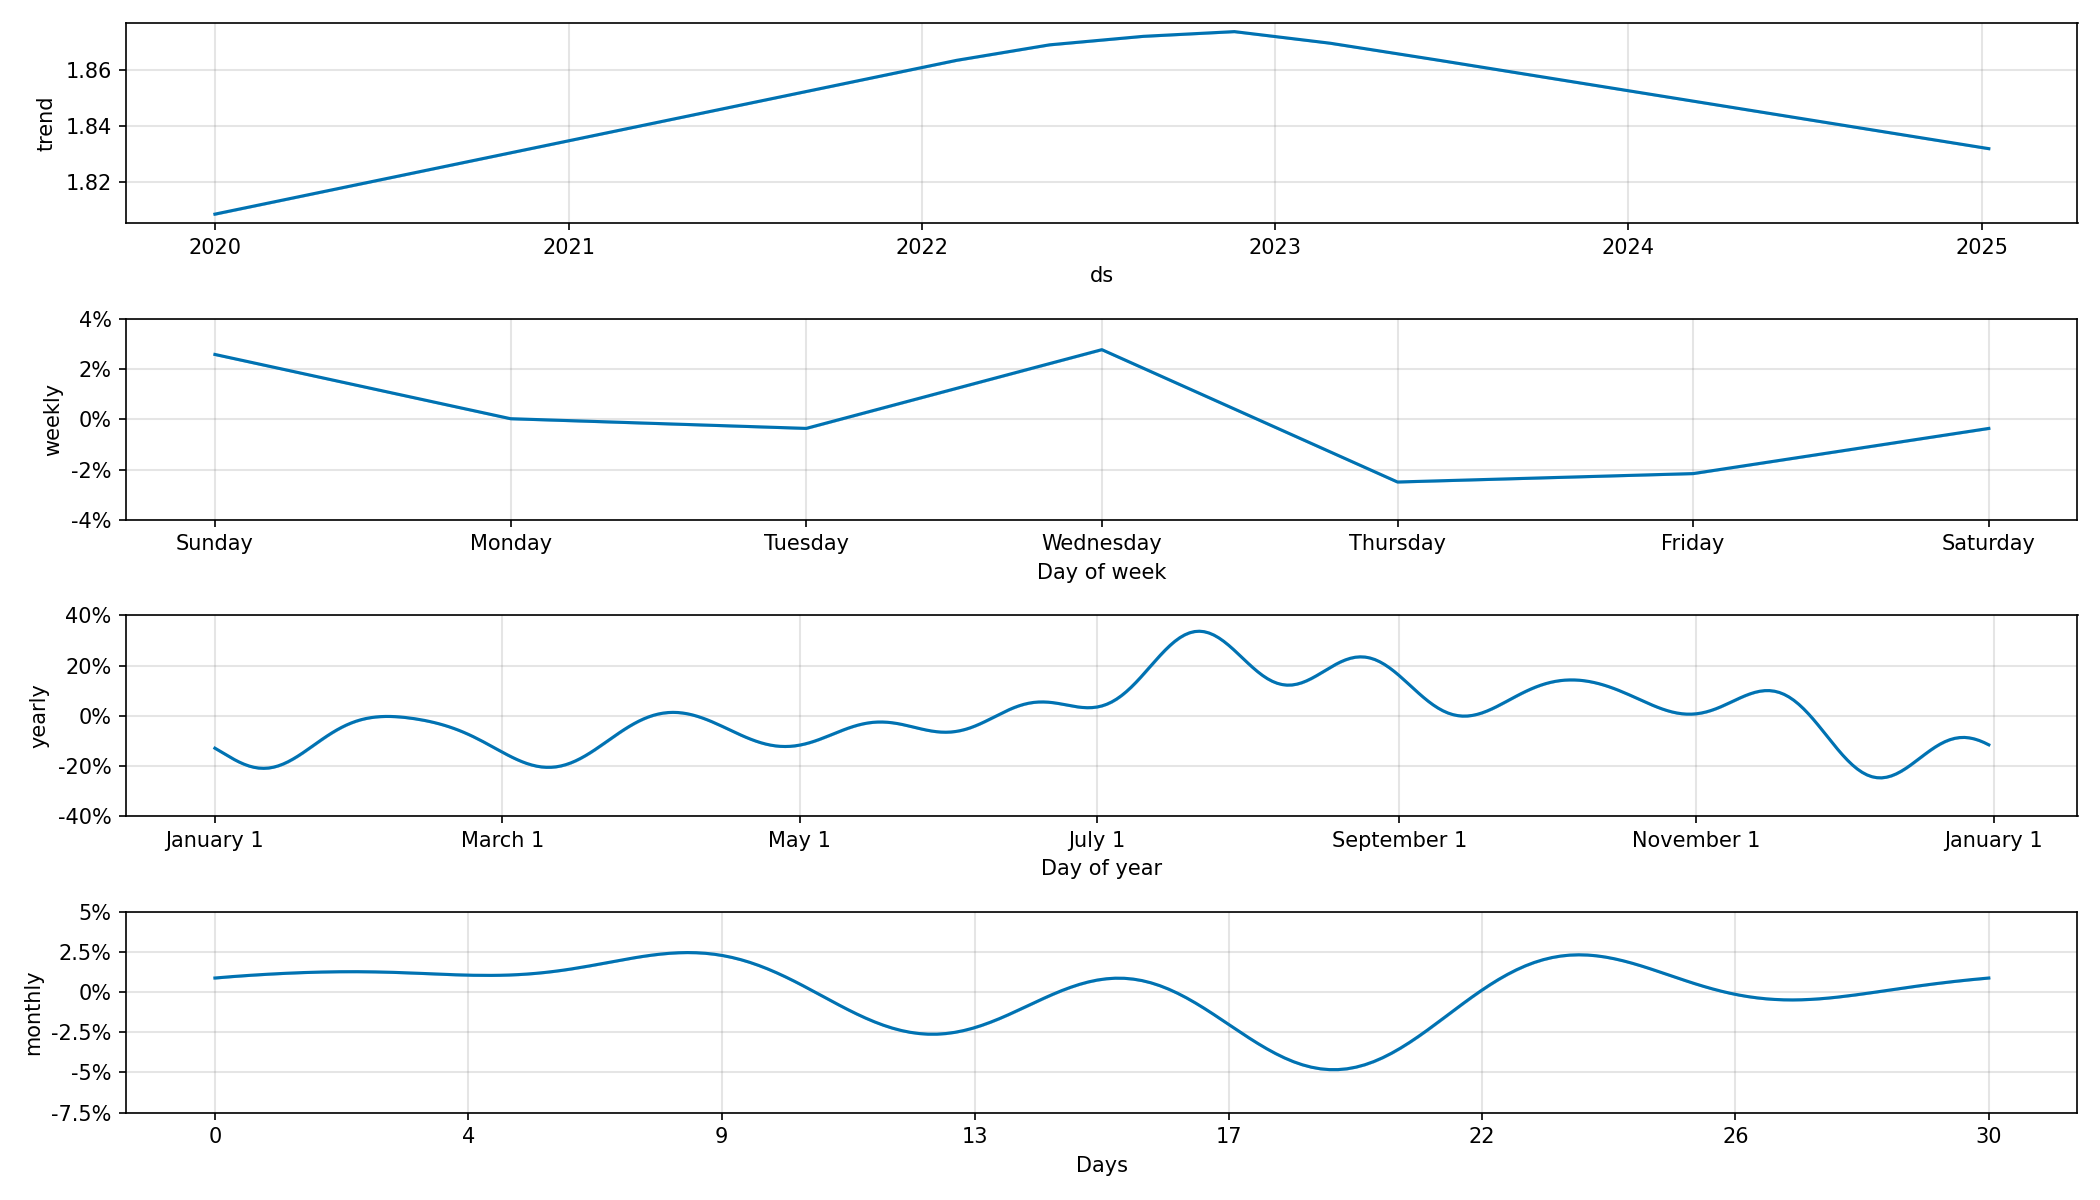 trend
1.86
1.84
1.82
2020 2021 2022 2023 2024 2025
ds
weekly
4%
2%
0%
-2%
-4%
Sunday Monday Tuesday Wednesday Thursday Friday Saturday
Day of week
yearly
40%
20%
0%
-20%
-40%
January 1 March 1 May 1 July 1 September 1 November 1 January 1
Day of year
monthly
5%
2.5%
0%
-2.5%
-5%
-7.5%
0 4 9 13 17 22 26 30
Days